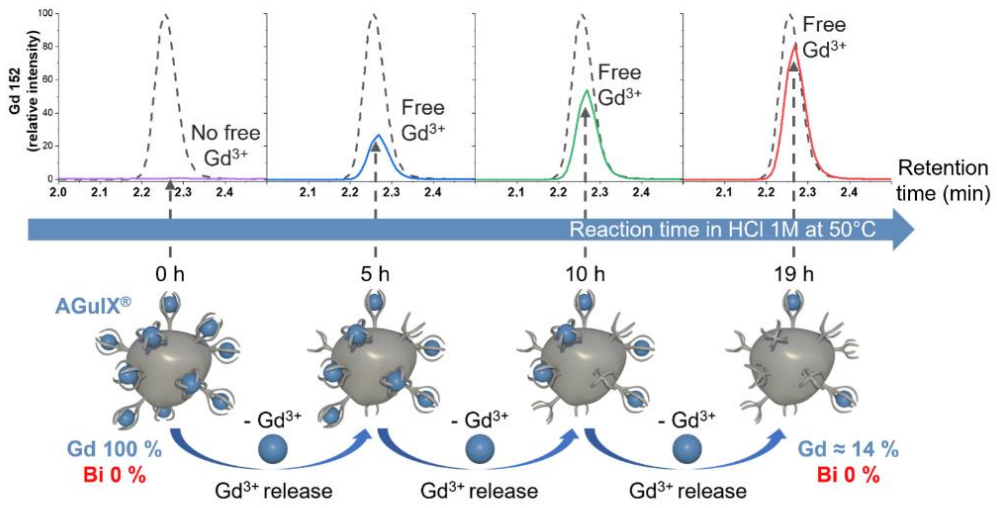 Gd 152
(relative intensity)
100
80
60
40
20
0
No free
Gd³⁺
Free
Gd³⁺
Free
Gd³⁺
Free
Gd³⁺
2.0 2.1 2.2 2.3 2.4
2.1 2.2 2.3 2.4
2.1 2.2 2.3 2.4
2.1 2.2 2.3 2.4
Retention
time (min)
Reaction time in HCl 1M at 50°C
0 h 5 h 10 h 19 h
AGuIX®
- Gd³⁺ - Gd³⁺ - Gd³⁺
Gd 100 %
Bi 0 %
Gd ≈ 14 %
Bi 0 %
Gd³⁺ release Gd³⁺ release Gd³⁺ release